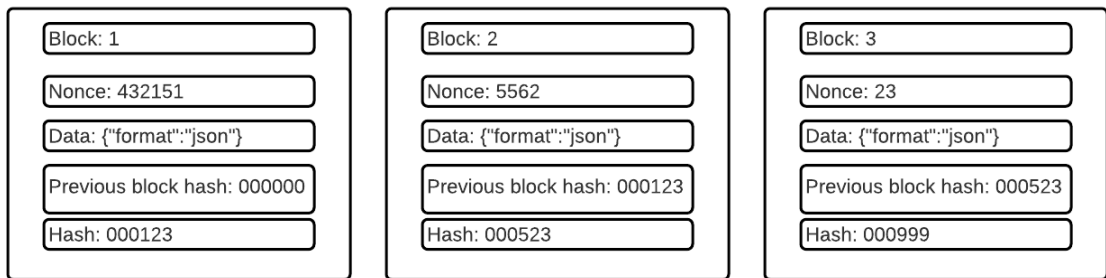 Block: 1
Nonce: 432151
Data: {"format":"json"}
Previous block hash: 000000
Hash: 000123
Block: 2
Nonce: 5562
Data: {"format":"json"}
Previous block hash: 000123
Hash: 000523
Block: 3
Nonce: 23
Data: {"format":"json"}
Previous block hash: 000523
Hash: 000999